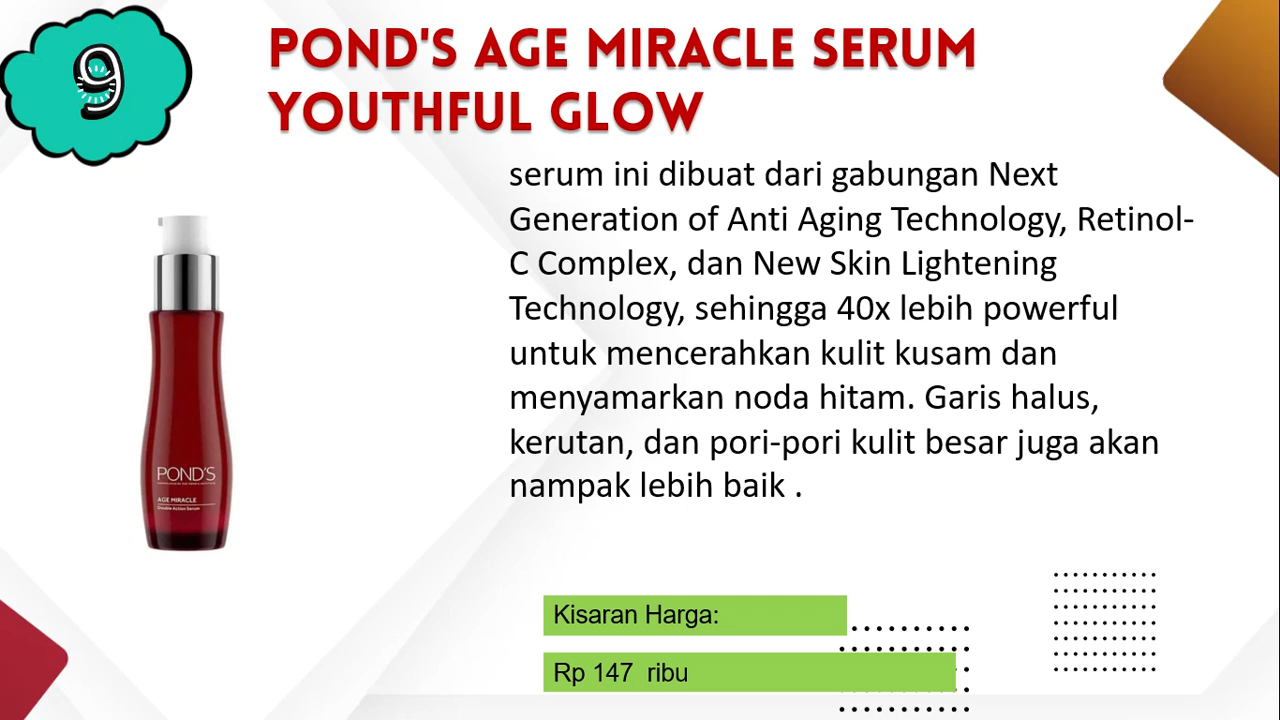 9
POND'S AGE MIRACLE SERUM
YOUTHFUL GLOW
serum ini dibuat dari gabungan Next
Generation of Anti Aging Technology, Retinol-
C Complex, dan New Skin Lightening
Technology, sehingga 40x lebih powerful
untuk mencerahkan kulit kusam dan
menyamarkan noda hitam. Garis halus,
kerutan, dan pori-pori kulit besar juga akan
nampak lebih baik .
POND'S
AGE MIRACLE
Double Action Serum
Kisaran Harga:
Rp 147 ribu